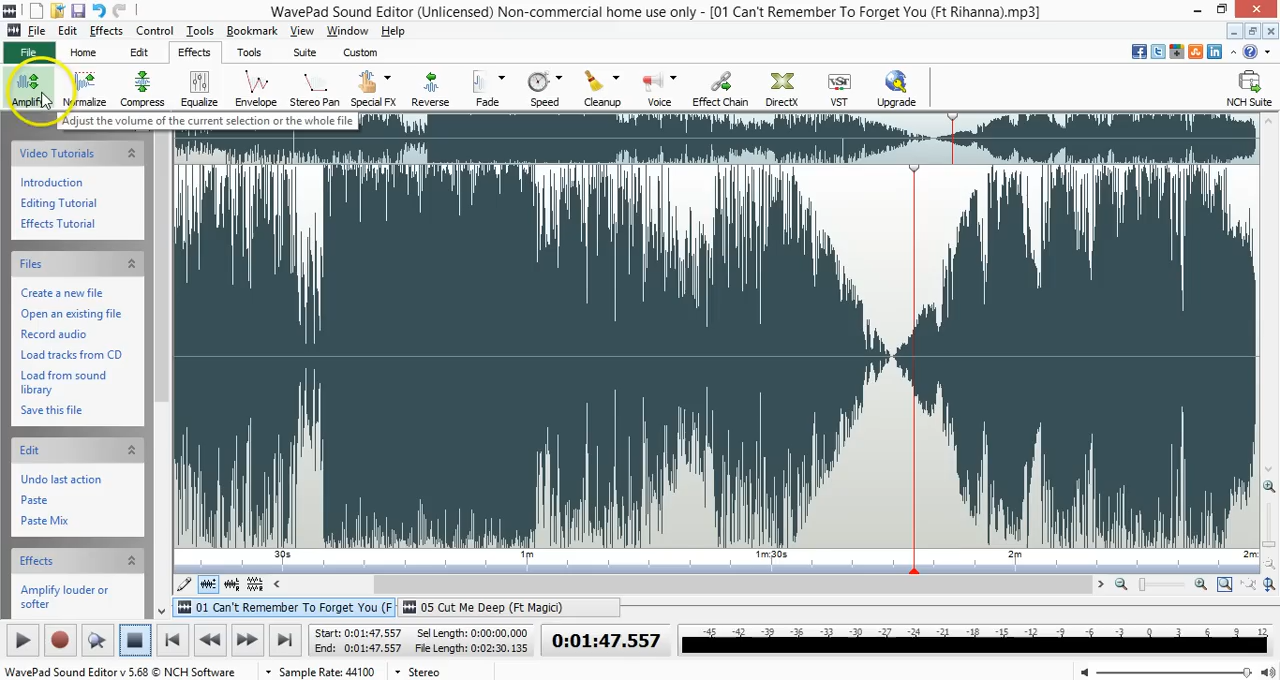 WavePad Sound Editor (Unlicensed) Non-commercial home use only - [01 Can't Remember To Forget You (Ft Rihanna).mp3]
File Edit Effects Control Tools Bookmark View Window Help
File Home Edit Effects Tools Suite Custom
Amplify Normalize Compress Equalize Envelope Stereo Pan Special FX Reverse Fade Speed Cleanup Voice Effect Chain DirectX VST Upgrade NCH Suite
Adjust the volume of the current selection or the whole file
Video Tutorials
Introduction
Editing Tutorial
Effects Tutorial
Files
Create a new file
Open an existing file
Record audio
Load tracks from CD
Load from sound
library
Save this file
Edit
Undo last action
Paste
Paste Mix
Effects
Amplify louder or
softer
30s 1m 1m:30s 2m 2m:
01 Can't Remember To Forget You (F 05 Cut Me Deep (Ft Magici)
Start: 0:01:47.557 Sel Length: 0:00:00.000
End: 0:01:47.557 File Length: 0:02:30.135
0:01:47.557
-45 -42 -39 -36 -33 -30 -27 -24 -21 -18 -15 -12 -9 -6 -3 0 3 6 9 12
WavePad Sound Editor v 5.68 © NCH Software Sample Rate: 44100 Stereo